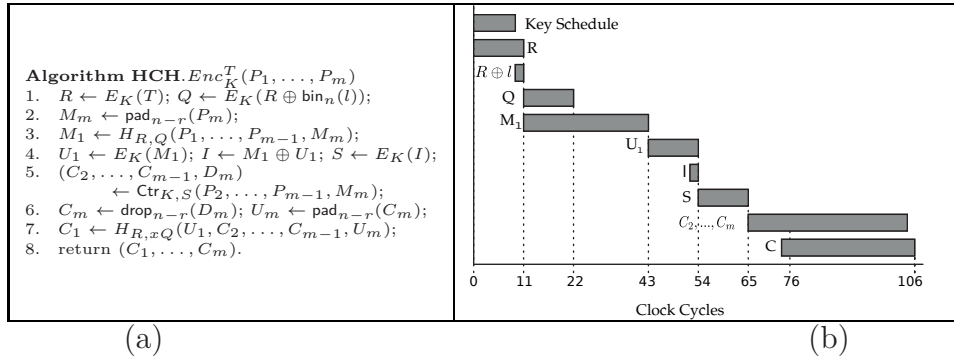 Algorithm HCH.Enc_K^T(P_1, . . . , P_m)
1. R ← E_K(T); Q ← E_K(R ⊕ bin_n(l));
2. M_m ← pad_{n−r}(P_m);
3. M_1 ← H_{R,Q}(P_1, . . . , P_{m−1}, M_m);
4. U_1 ← E_K(M_1); I ← M_1 ⊕ U_1; S ← E_K(I);
5. (C_2, . . . , C_{m−1}, D_m)
← Ctr_{K,S}(P_2, . . . , P_{m−1}, M_m);
6. C_m ← drop_{n−r}(D_m); U_m ← pad_{n−r}(C_m);
7. C_1 ← H_{R,xQ}(U_1, C_2, . . . , C_{m−1}, U_m);
8. return (C_1, . . . , C_m).
(a)
Key Schedule
R
R ⊕ l
Q
M_1
U_1
I
S
C_2,...,C_m
C
0 11 22 43 54 65 76 106
Clock Cycles
(b)